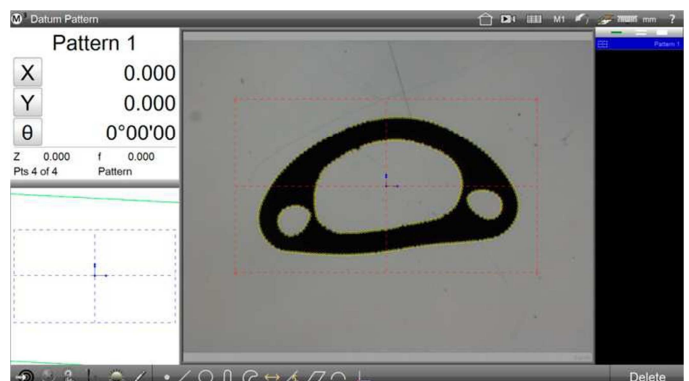 M³ Datum Pattern
M1
mm
?
Pattern 1
X 0.000
Y 0.000
θ 0°00'00
Z 0.000 f 0.000
Pts 4 of 4 Pattern
Pattern 1
Delete